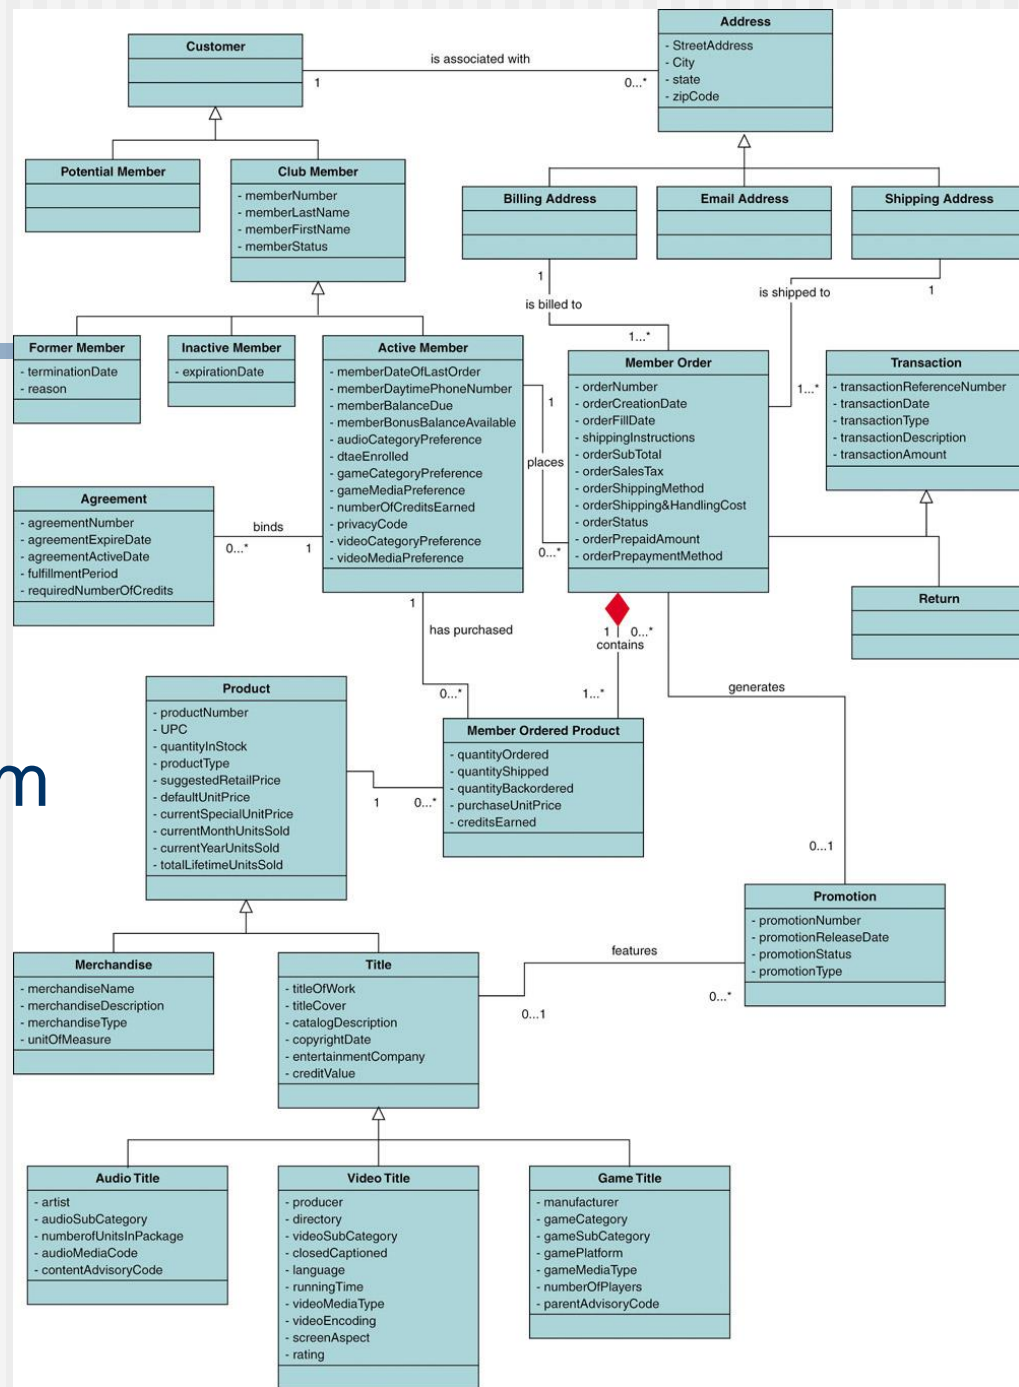 Address
- StreetAddress
- City
- state
- zipCode
Customer
is associated with
1
0...*
Potential Member
Club Member
- memberNumber
- memberLastName
- memberFirstName
- memberStatus
Billing Address
Email Address
Shipping Address
1
is billed to
1...*
is shipped to
1
1...*
Former Member
- terminationDate
- reason
Inactive Member
- expirationDate
Active Member
- memberDateOfLastOrder
- memberDaytimePhoneNumber
- memberBalanceDue
- memberBonusBalanceAvailable
- audioCategoryPreference
- dtaeEnrolled
- gameCategoryPreference
- gameMediaPreference
- numberOfCreditsEarned
- privacyCode
- videoCategoryPreference
- videoMediaPreference
1
places
0...*
Member Order
- orderNumber
- orderCreationDate
- orderFillDate
- shippingInstructions
- orderSubTotal
- orderSalesTax
- orderShippingMethod
- orderShipping&HandlingCost
- orderStatus
- orderPrepaidAmount
- orderPrepaymentMethod
Transaction
- transactionReferenceNumber
- transactionDate
- transactionType
- transactionDescription
- transactionAmount
Agreement
- agreementNumber
- agreementExpireDate
- agreementActiveDate
- fulfillmentPeriod
- requiredNumberOfCredits
binds
0...*
1
Return
1
has purchased
0...*
1
0...*
contains
1...*
generates
0...1
Product
- productNumber
- UPC
- quantityInStock
- productType
- suggestedRetailPrice
- defaultUnitPrice
- currentSpecialUnitPrice
- currentMonthUnitsSold
- currentYearUnitsSold
- totalLifetimeUnitsSold
m
1
0...*
Member Ordered Product
- quantityOrdered
- quantityShipped
- quantityBackordered
- purchaseUnitPrice
- creditsEarned
Promotion
- promotionNumber
- promotionReleaseDate
- promotionStatus
- promotionType
features
0...1
0...*
Merchandise
- merchandiseName
- merchandiseDescription
- merchandiseType
- unitOfMeasure
Title
- titleOfWork
- titleCover
- catalogDescription
- copyrightDate
- entertainmentCompany
- creditValue
Audio Title
- artist
- audioSubCategory
- numberofUnitsInPackage
- audioMediaCode
- contentAdvisoryCode
Video Title
- producer
- directory
- videoSubCategory
- closedCaptioned
- language
- runningTime
- videoMediaType
- videoEncoding
- screenAspect
- rating
Game Title
- manufacturer
- gameCategory
- gameSubCategory
- gamePlatform
- gameMediaType
- numberOfPlayers
- parentAdvisoryCode